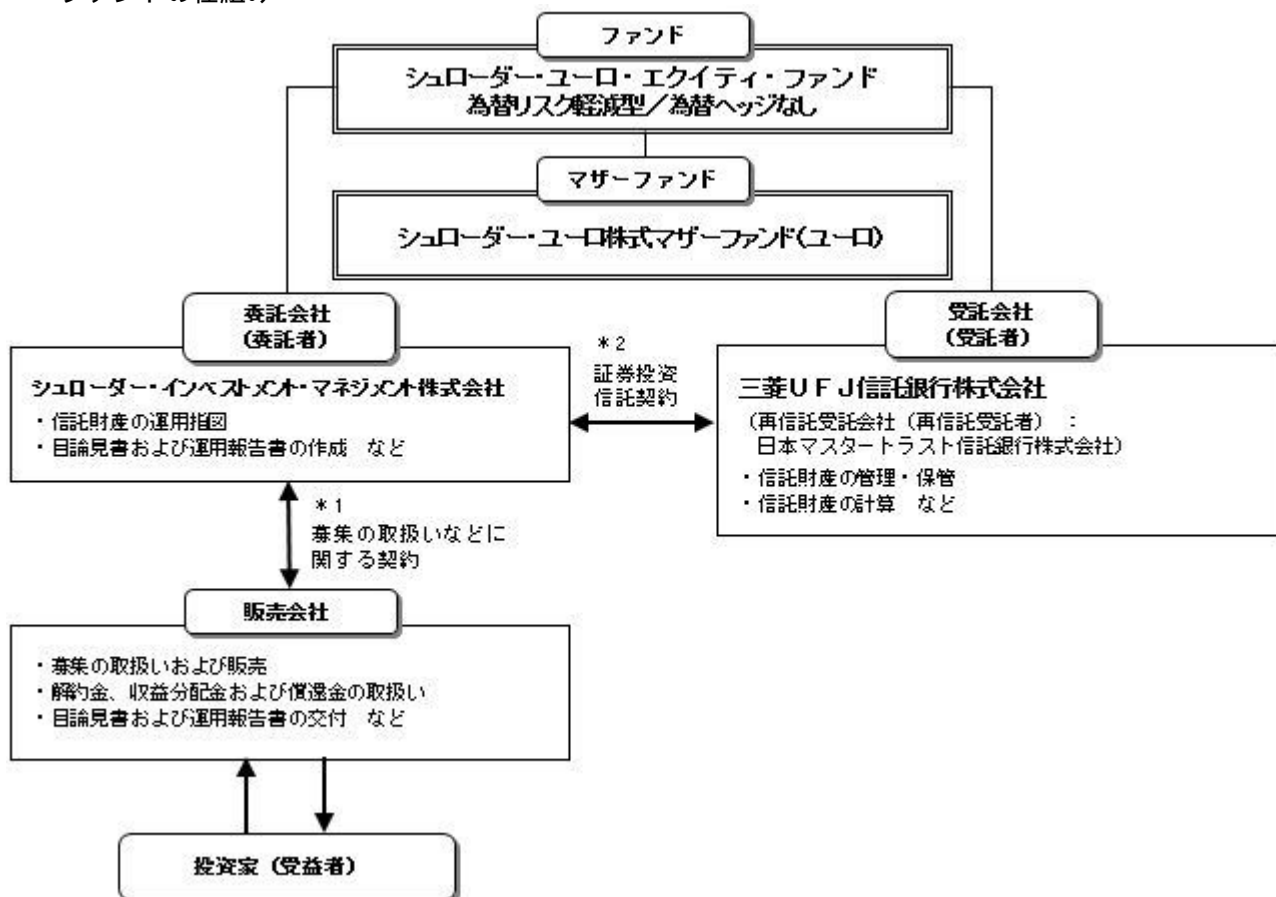 ファンドの仕組み
ファンド
シュローダー・ユーロ・エクイティ・ファンド
為替リスク軽減型／為替ヘッジなし
マザーファンド
シュローダー・ユーロ株式マザーファンド(ユーロ)
委託会社
(委託者)
シュローダー・インベストメント・マネジメント株式会社
・信託財産の運用指図
・目論見書および運用報告書の作成　など
＊2
証券投資
信託契約
受託会社
(受託者)
三菱ＵＦＪ信託銀行株式会社
（再信託受託会社（再信託受託者）：
日本マスタートラスト信託銀行株式会社）
・信託財産の管理・保管
・信託財産の計算　など
＊1
募集の取扱いなどに
関する契約
販売会社
・募集の取扱いおよび販売
・解約金、収益分配金および償還金の取扱い
・目論見書および運用報告書の交付　など
投資家（受益者）